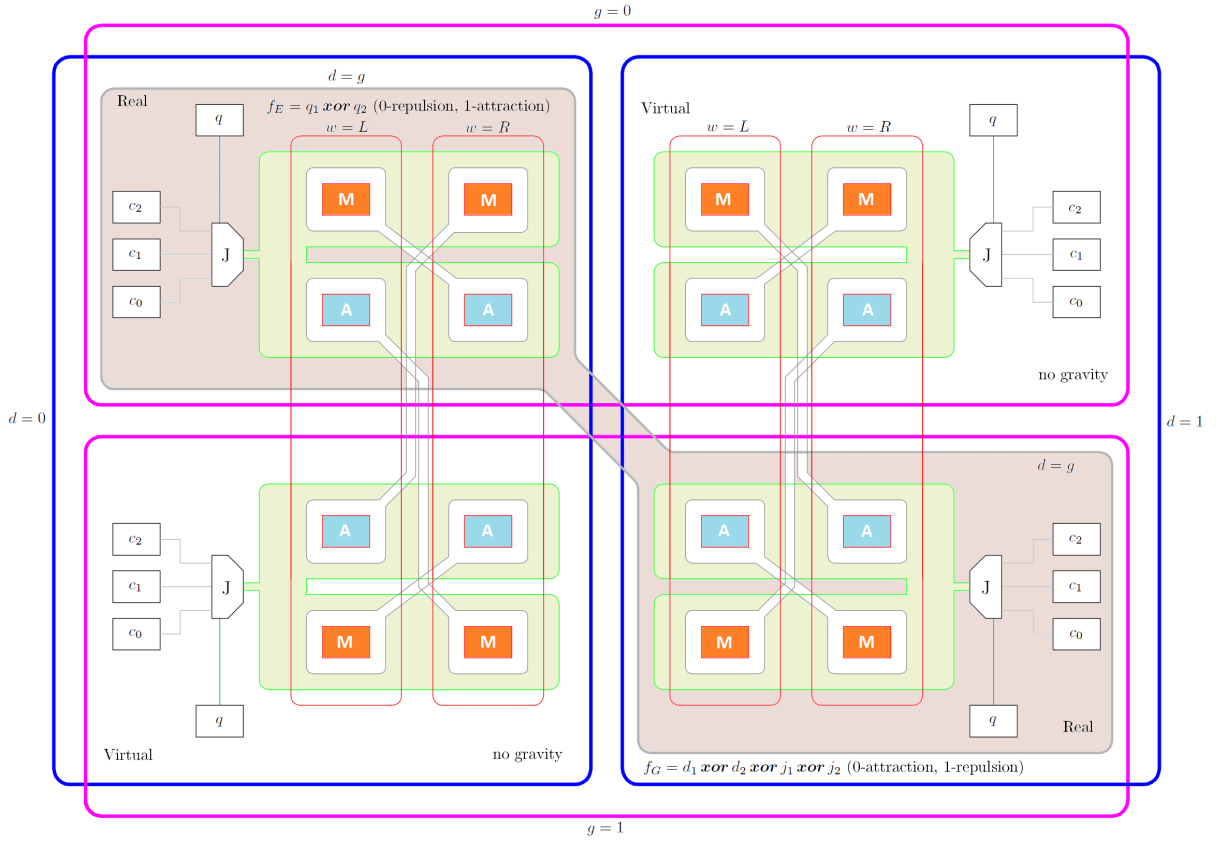 g = 0
d = g
Real
f_E = q_1 xor q_2 (0-repulsion, 1-attraction)
Virtual
w = L
w = R
w = L
w = R
q
q
M
M
M
M
c_2
c_2
J
J
c_1
c_1
c_0
c_0
A
A
A
A
no gravity
d = 0
d = 1
d = g
A
A
A
A
c_2
c_2
J
J
c_1
c_1
c_0
c_0
M
M
M
M
q
q
Real
Virtual
no gravity
f_G = d_1 xor d_2 xor j_1 xor j_2 (0-attraction, 1-repulsion)
g = 1